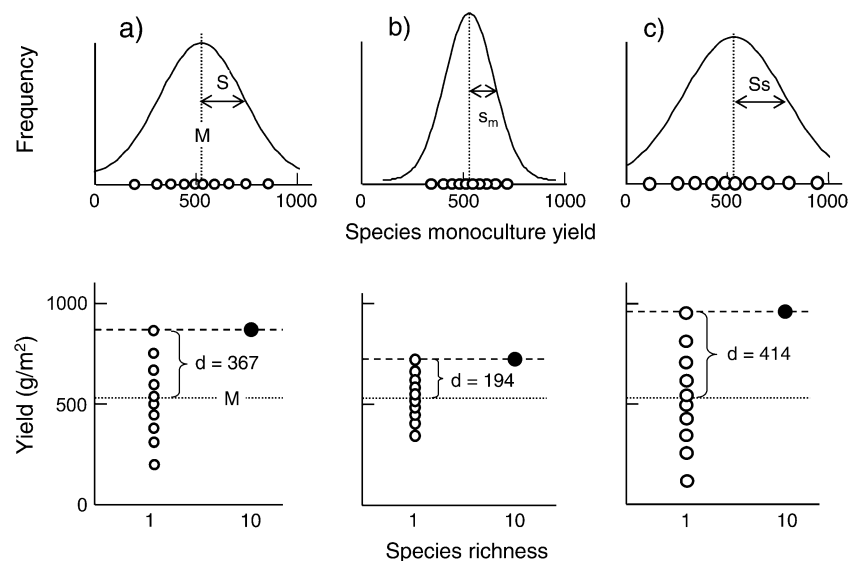 a) b) c)
Frequency
S
M
s_m
Ss
0 500 1000 0 500 1000 0 500 1000
Species monoculture yield
Yield (g/m²)
1000
500
0
d = 367
M
d = 194
d = 414
1 10 1 10 1 10
Species richness